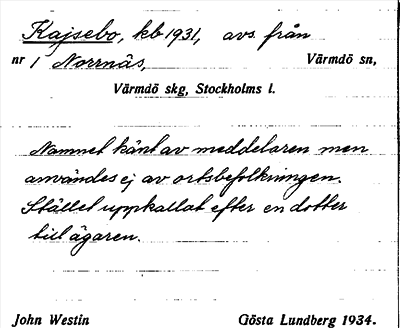 Kajsebo, kb 1931, avs. från
nr 1 Norrnäs, Värmdö sn,
Värmdö skg, Stockholms l.
Namnet känt av meddelaren men
användes ej av ortsbefolkningen.
Stället uppkallat efter en dotter
till ägaren.
John Westin Gösta Lundberg 1934.